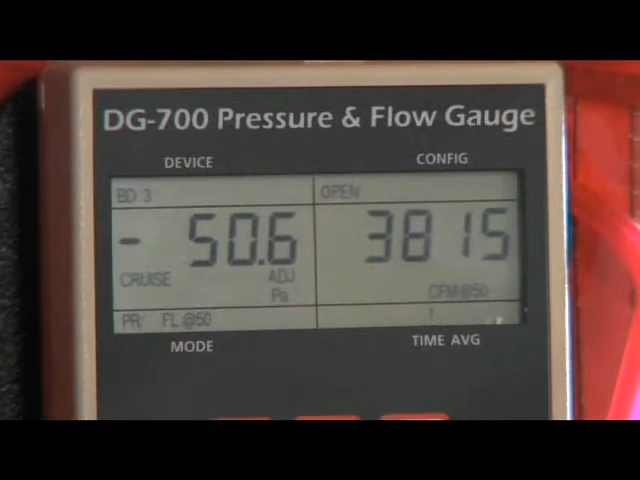 DG-700 Pressure & Flow Gauge
DEVICE CONFIG
BD 3 OPEN
- 50.6 3815
CRUISE ADJ
Pa CFM@50
PR/ FL @50
MODE TIME AVG